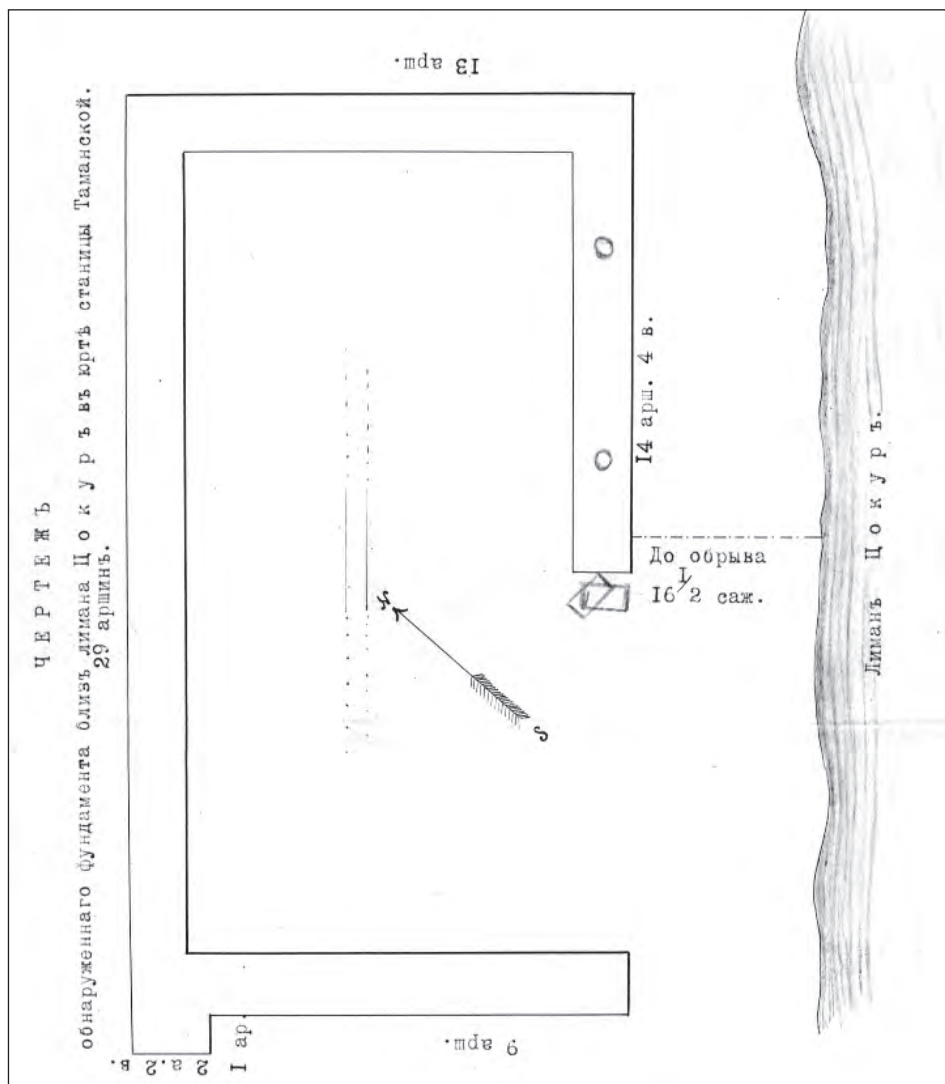 ЧЕРТЕЖЪ
обнаруженнаго фундамента близъ лимана Цокуръ въ юртѣ станицы Таманской.
29 аршинъ.
13 арш.
14 арш. 4 в.
До обрыва
16 1/2 саж.
Лиманъ Цокуръ.
S
9 арш.
1 ар.
2 а. 2 в.